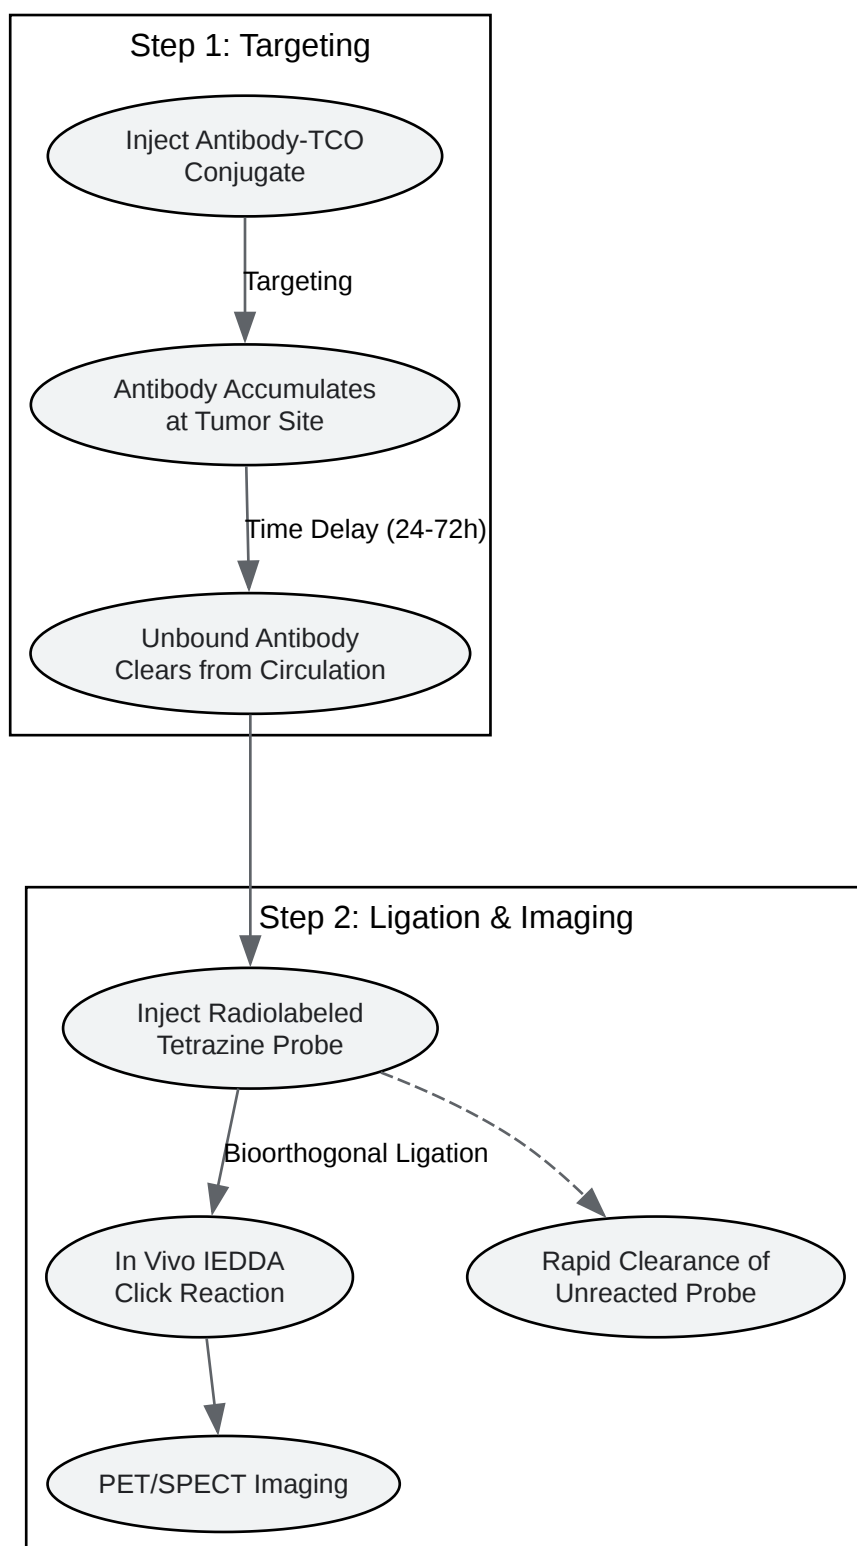 Step 1: Targeting
Inject Antibody-TCO
Conjugate
Targeting
Antibody Accumulates
at Tumor Site
Time Delay (24-72h)
Unbound Antibody
Clears from Circulation
Step 2: Ligation & Imaging
Inject Radiolabeled
Tetrazine Probe
Bioorthogonal Ligation
In Vivo IEDDA
Click Reaction
Rapid Clearance of
Unreacted Probe
PET/SPECT Imaging